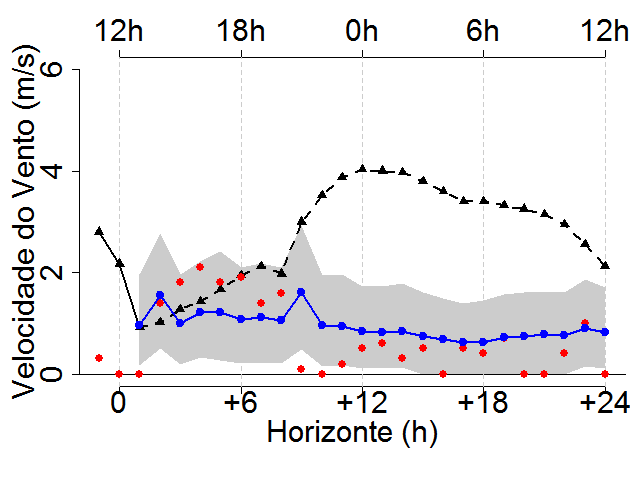 12h 18h 0h 6h 12h
Velocidade do Vento (m/s)
6
4
2
0
0 +6 +12 +18 +24
Horizonte (h)